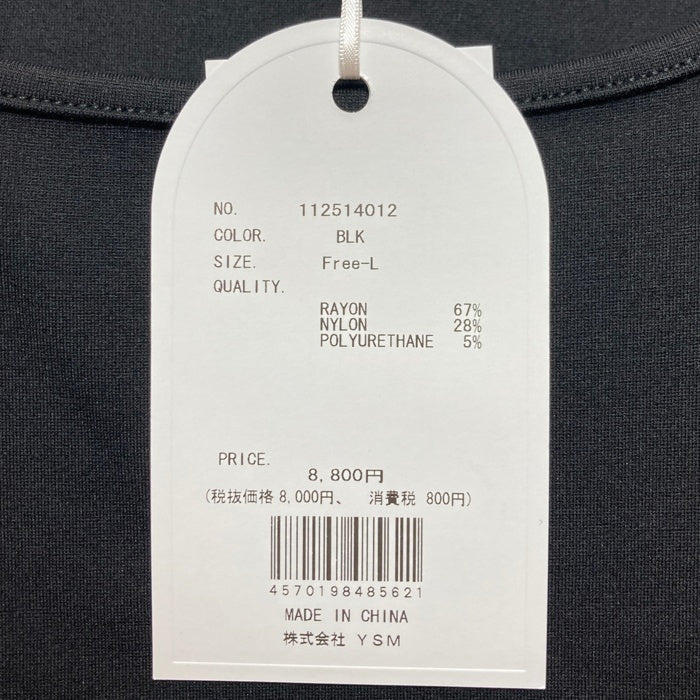 NO. 112514012
COLOR. BLK
SIZE. Free-L
QUALITY.
RAYON 67%
NYLON 28%
POLYURETHANE 5%
PRICE.
8,800円
(税抜価格8,000円、 消費税 800円)
4570198485621
MADE IN CHINA
株式会社 YSM